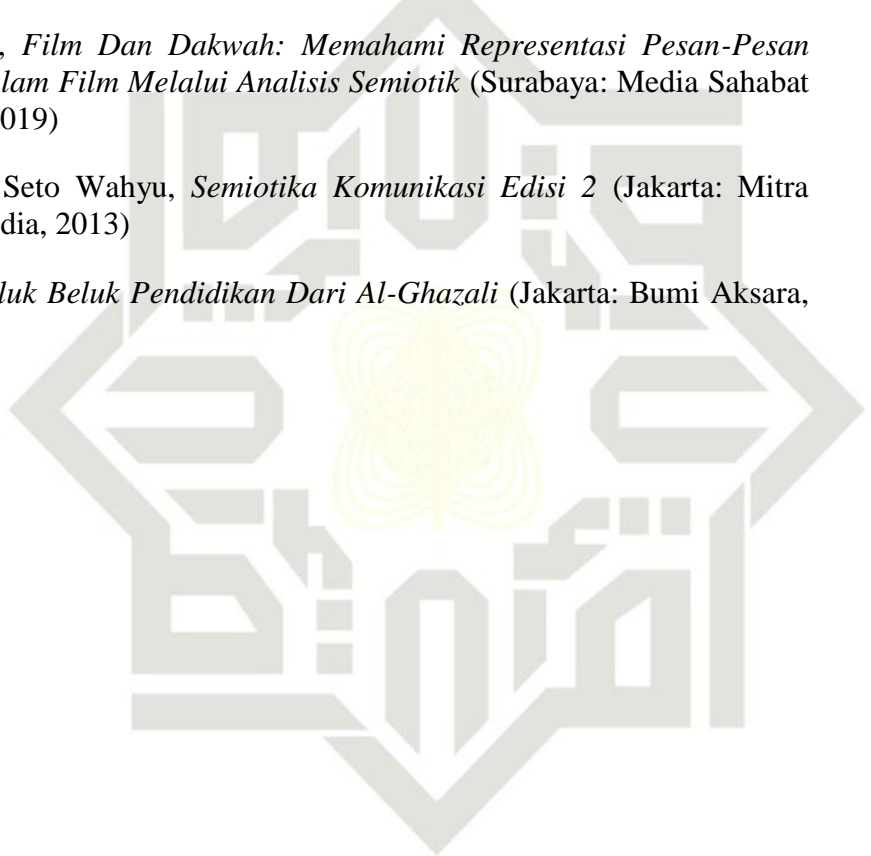 , Film Dan Dakwah: Memahami Representasi Pesan-Pesan
lam Film Melalui Analisis Semiotik (Surabaya: Media Sahabat
019)
Seto Wahyu, Semiotika Komunikasi Edisi 2 (Jakarta: Mitra
dia, 2013)
luk Beluk Pendidikan Dari Al-Ghazali (Jakarta: Bumi Aksara,